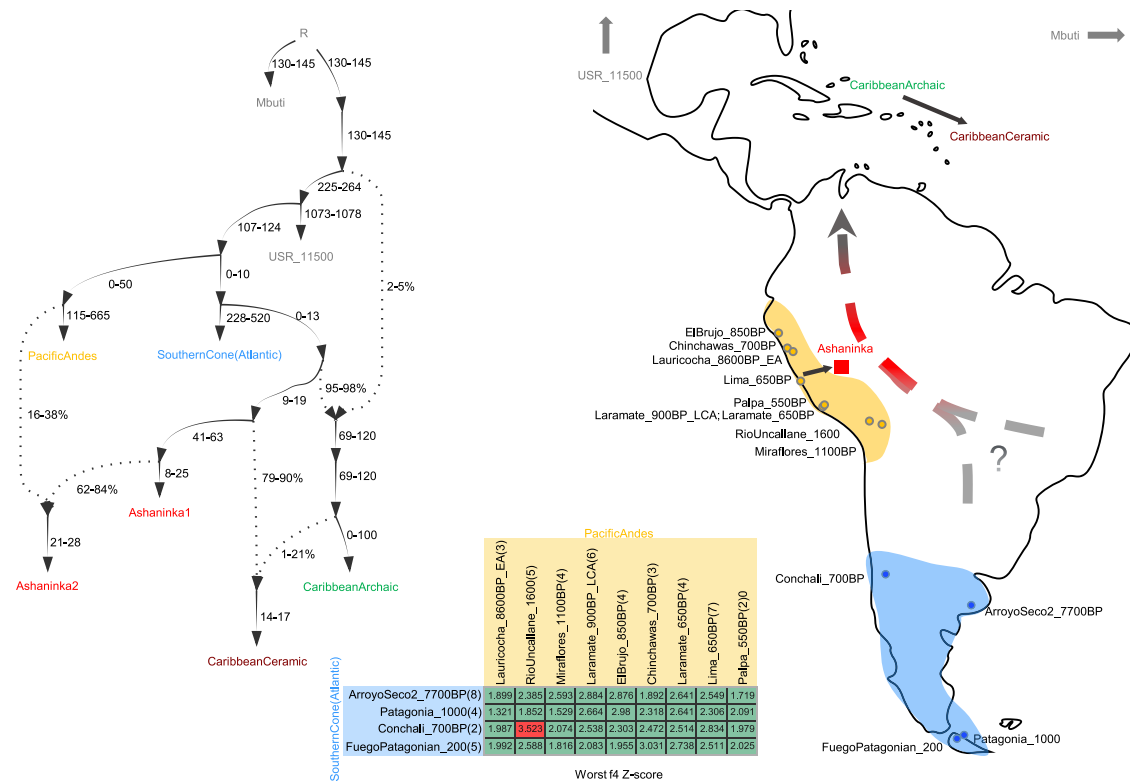 R
130-145
130-145
Mbuti
130-145
225-264
107-124
1073-1078
USR_11500
0-50
0-10
2-5%
115-665
228-520
0-13
PacificAndes
SouthernCone(Atlantic)
16-38%
9-19
95-98%
41-63
69-120
8-25
62-84%
79-90%
69-120
Ashaninka1
21-28
1-21%
0-100
Ashaninka2
CaribbeanArchaic
14-17
CaribbeanCeramic
USR_11500
Mbuti
CaribbeanArchaic
CaribbeanCeramic
ElBrujo_850BP
Chinchawas_700BP
Lauricocha_8600BP_EA
Ashaninka
Lima_650BP
Palpa_550BP
Laramate_900BP_LCA; Laramate_650BP
RioUncallane_1600
Miraflores_1100BP
?
Conchali_700BP
ArroyoSeco2_7700BP
FuegoPatagonian_200
Patagonia_1000
PacificAndes
Lauricocha_8600BP_EA(3)
RioUncallane_1600(5)
Miraflores_1100BP(4)
Laramate_900BP_LCA(6)
ElBrujo_850BP(4)
Chinchawas_700BP(3)
Laramate_650BP(4)
Lima_650BP(7)
Palpa_550BP(2)0
SouthernCone(Atlantic)
ArroyoSeco2_7700BP(8) 1.899 2.385 2.593 2.884 2.876 1.892 2.641 2.549 1.719
Patagonia_1000(4) 1.321 1.852 1.529 2.664 2.98 2.318 2.641 2.306 2.091
Conchali_700BP(2) 1.987 3.523 2.074 2.538 2.303 2.472 2.514 2.834 1.979
FuegoPatagonian_200(5) 1.992 2.588 1.816 2.083 1.955 3.031 2.738 2.511 2.025
Worst f4 Z-score